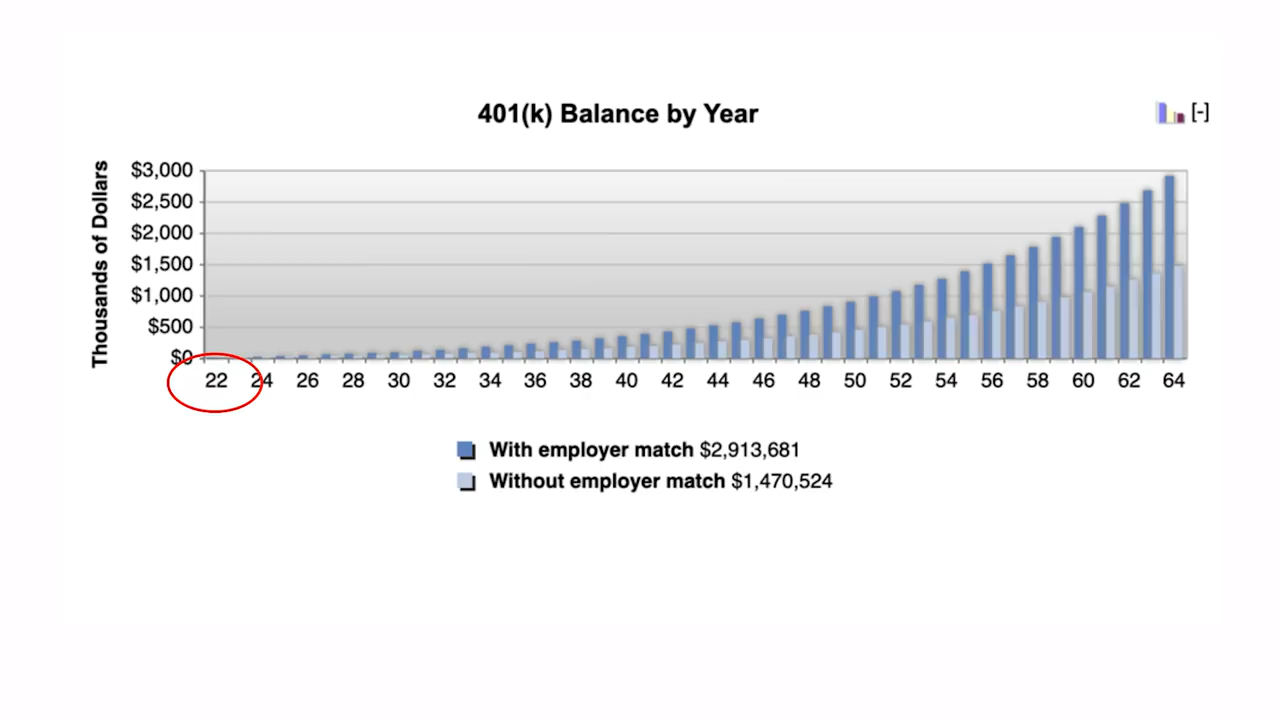 401(k) Balance by Year
[-]
Thousands of Dollars
$3,000
$2,500
$2,000
$1,500
$1,000
$500
$0
22 24 26 28 30 32 34 36 38 40 42 44 46 48 50 52 54 56 58 60 62 64
With employer match $2,913,681
Without employer match $1,470,524